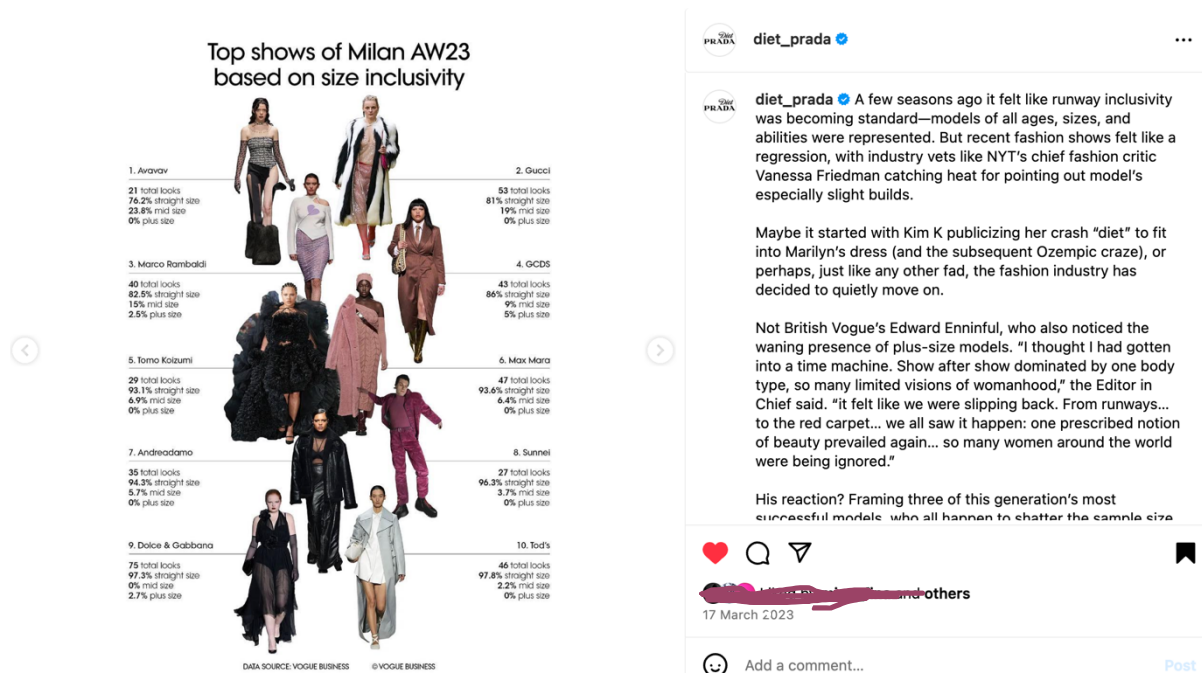 Top shows of Milan AW23
based on size inclusivity
1. Avavav
21 total looks
76.2% straight size
23.8% mid size
0% plus size
2. Gucci
53 total looks
81% straight size
19% mid size
0% plus size
3. Marco Rambaldi
40 total looks
82.5% straight size
15% mid size
2.5% plus size
4. GCDS
43 total looks
86% straight size
9% mid size
5% plus size
5. Tomo Koizumi
29 total looks
93.1% straight size
6.9% mid size
0% plus size
6. Max Mara
47 total looks
93.6% straight size
6.4% mid size
0% plus size
7. Andreadamo
35 total looks
94.3% straight size
5.7% mid size
0% plus size
8. Sunnei
27 total looks
96.3% straight size
3.7% mid size
0% plus size
9. Dolce & Gabbana
75 total looks
97.3% straight size
0% mid size
2.7% plus size
10. Tod's
46 total looks
97.8% straight size
2.2% mid size
0% plus size
DATA SOURCE: VOGUE BUSINESS © VOGUE BUSINESS
Diet
PRADA
diet_prada
Diet
PRADA
diet_prada A few seasons ago it felt like runway inclusivity
was becoming standard—models of all ages, sizes, and
abilities were represented. But recent fashion shows felt like a
regression, with industry vets like NYT's chief fashion critic
Vanessa Friedman catching heat for pointing out model's
especially slight builds.
Maybe it started with Kim K publicizing her crash “diet” to fit
into Marilyn's dress (and the subsequent Ozempic craze), or
perhaps, just like any other fad, the fashion industry has
decided to quietly move on.
Not British Vogue's Edward Enninful, who also noticed the
waning presence of plus-size models. “I thought I had gotten
into a time machine. Show after show dominated by one body
type, so many limited visions of womanhood,” the Editor in
Chief said. “it felt like we were slipping back. From runways...
to the red carpet... we all saw it happen: one prescribed notion
of beauty prevailed again... so many women around the world
were being ignored.”
His reaction? Framing three of this generation's most
successful models, who all happen to shatter the sample size
and others
17 March 2023
Add a comment...
Post